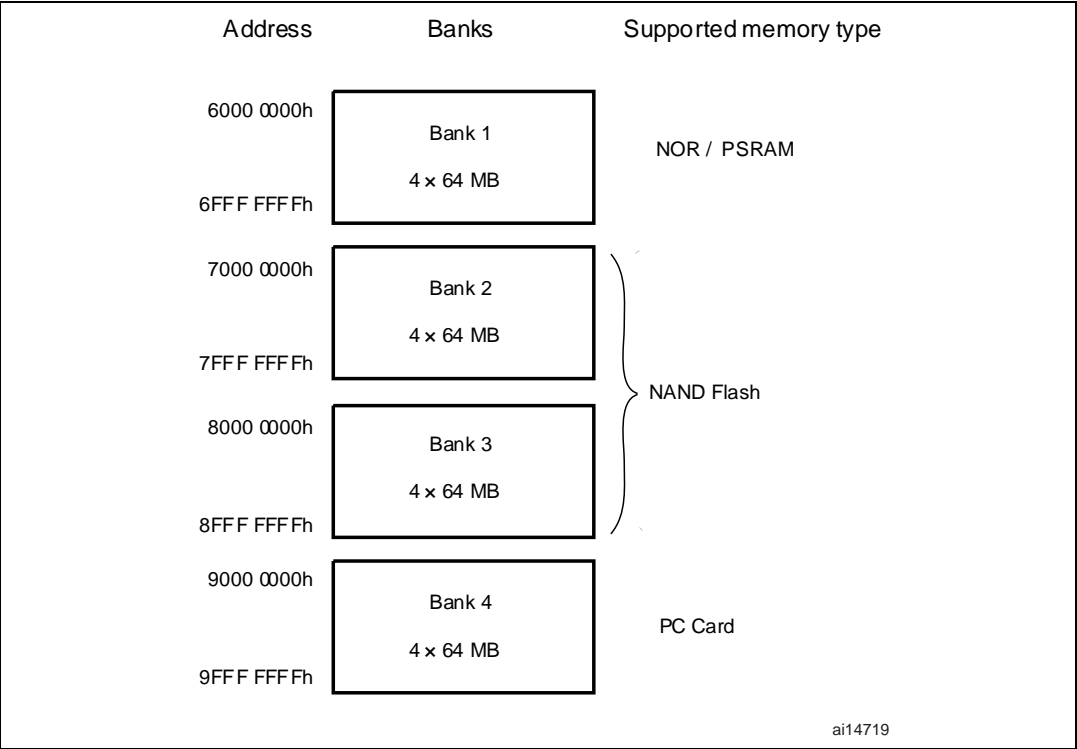 Address Banks Supported memory type
6000 0000h
Bank 1
NOR / PSRAM
4 × 64 MB
6FFF FFFFh
7000 0000h
Bank 2
4 × 64 MB
7FFF FFFFh
NAND Flash
8000 0000h
Bank 3
4 × 64 MB
8FFF FFFFh
9000 0000h
Bank 4
PC Card
4 × 64 MB
9FFF FFFFh
ai14719